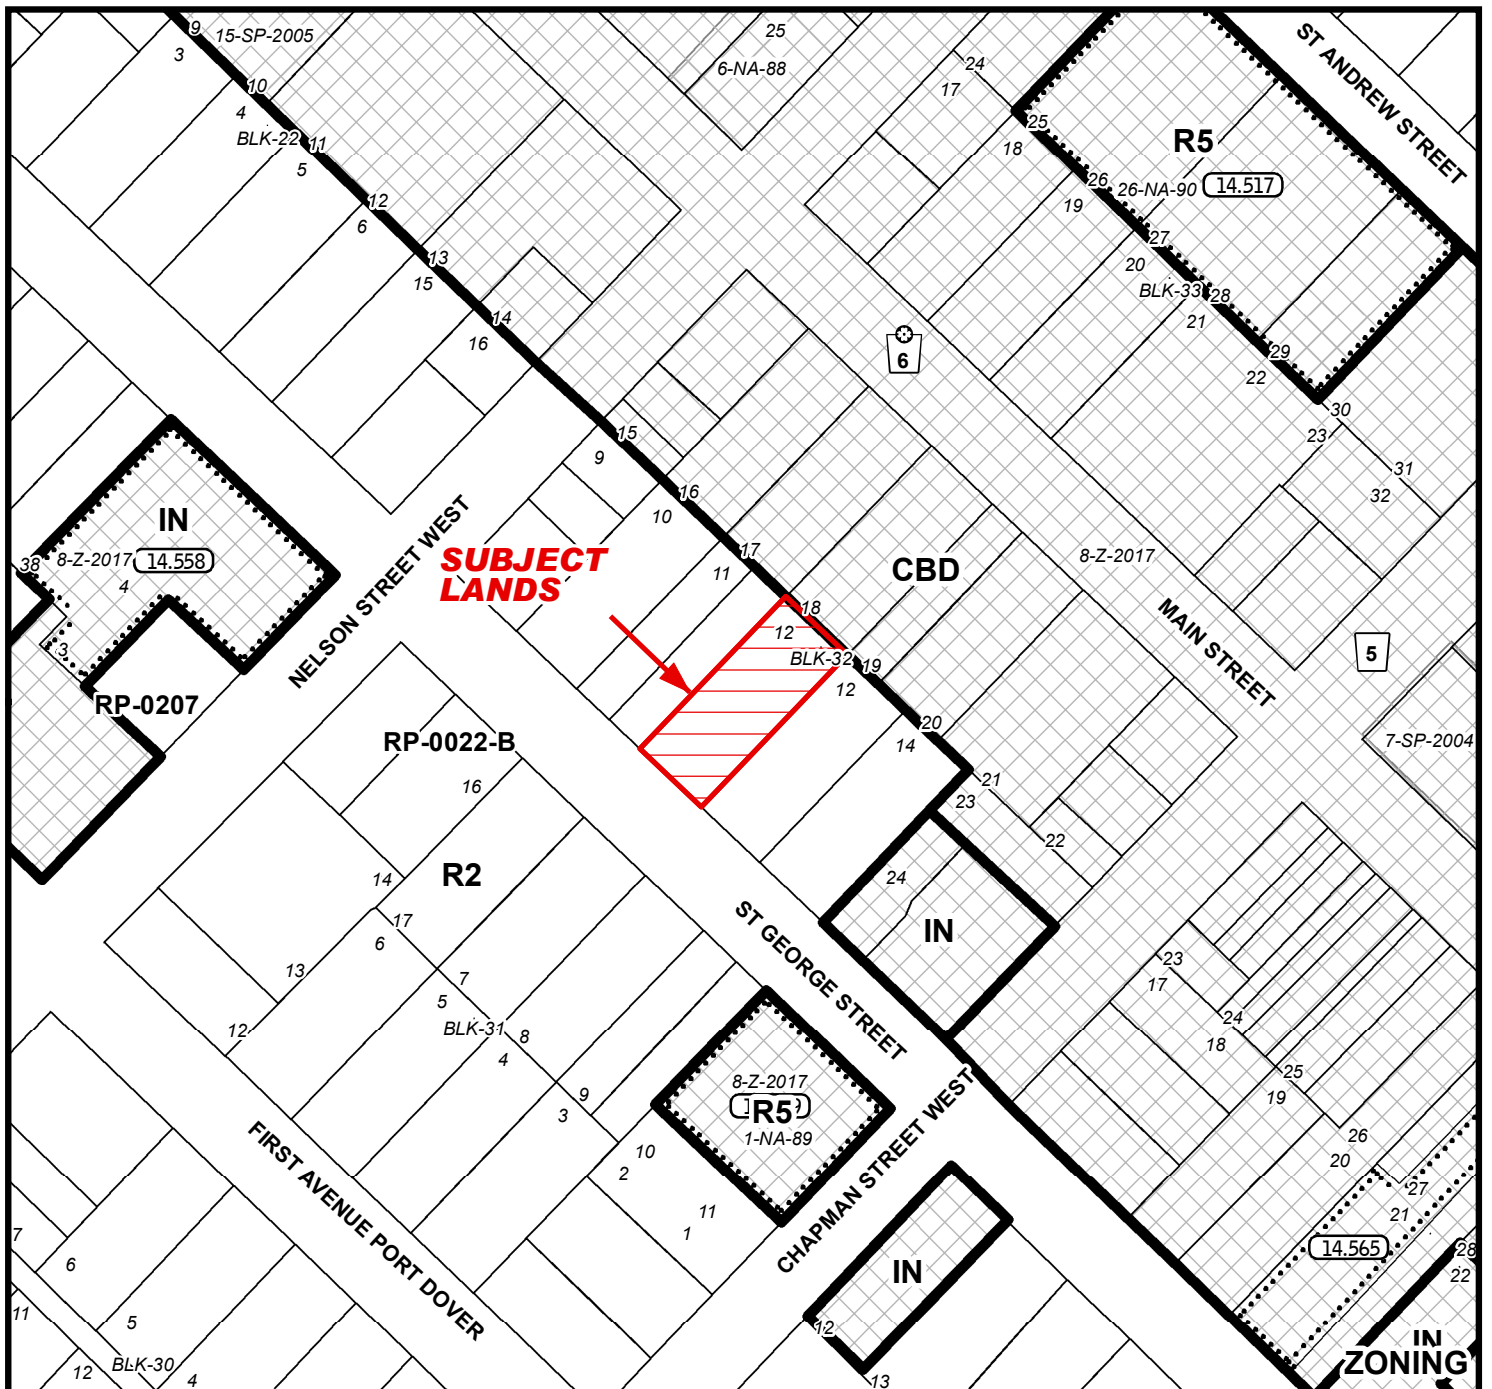 9
15-SP-2005
3
25
6-NA-88
24
17
ST ANDREW STREET
10
4
BLK-22
11
5
25
18
R5
26
26-NA-90
14.517
19
12
6
27
20
13
15
BLK-33
28
21
14
16
6
29
22
30
23
31
32
15
9
16
10
IN
8-Z-2017
14.558
38
4
3
NELSON STREET WEST
SUBJECT
LANDS
17
11
CBD
8-Z-2017
MAIN STREET
18
12
BLK-32
19
12
5
RP-0207
RP-0022-B
20
14
7-SP-2004
16
21
23
22
R2
14
17
6
24
IN
ST GEORGE STREET
13
7
5
23
17
12
BLK-31
8
4
24
18
25
19
9
3
8-Z-2017
R5
1-NA-89
CHAPMAN STREET WEST
FIRST AVENUE PORT DOVER
10
2
26
20
27
21
11
1
7
6
14.565
28
22
IN
11
5
12
IN
ZONING
BLK-30
12
4
13